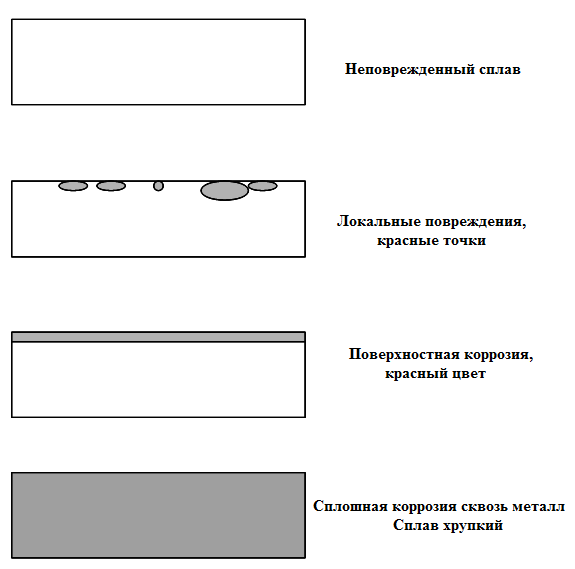 Неповрежденный сплав
Локальные повреждения,
красные точки
Поверхностная коррозия,
красный цвет
Сплошная коррозия сквозь металл
Сплав хрупкий